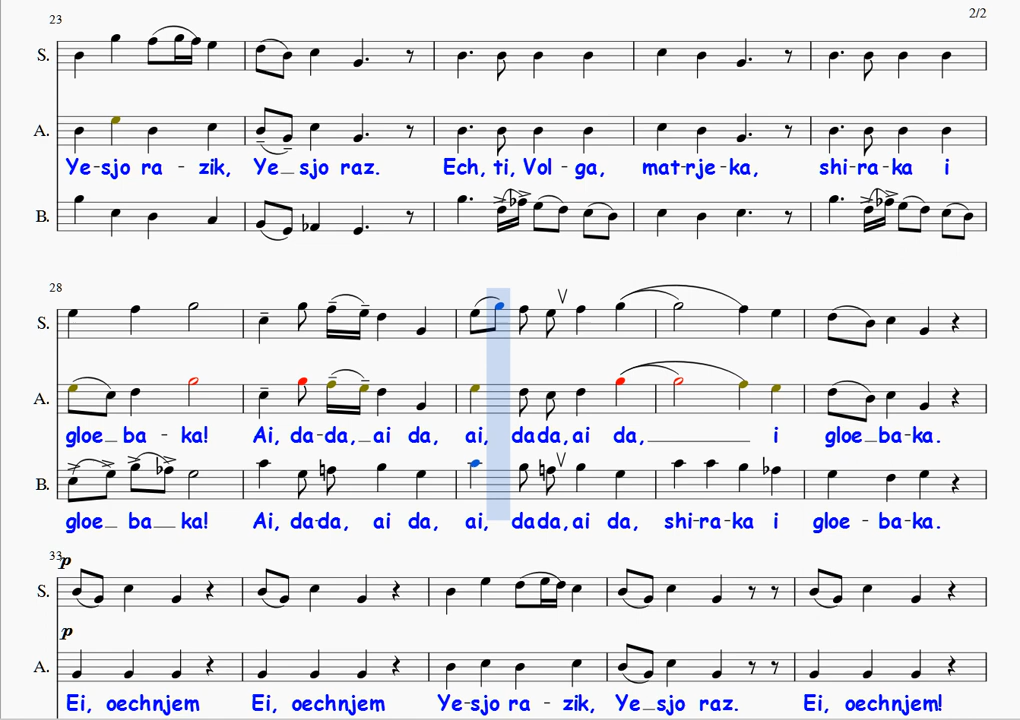 2/2
23
S.
A.
Ye-sjo ra - zik, Ye_sjo raz. Ech, ti, Vol - ga, mat-rje-ka, shi-ra-ka i
B.
28
S.
A.
gloe_ ba - ka! Ai, da-da,_ai da, ai, dada,ai da,________ i gloe_ba-ka.
B.
gloe_ ba__ka! Ai, da-da, ai da, ai, dada,ai da, shi-ra-ka i gloe - ba-ka.
33
p
S.
p
A.
Ei, oechnjem Ei, oechnjem Ye-sjo ra - zik, Ye_sjo raz. Ei, oechnjem!